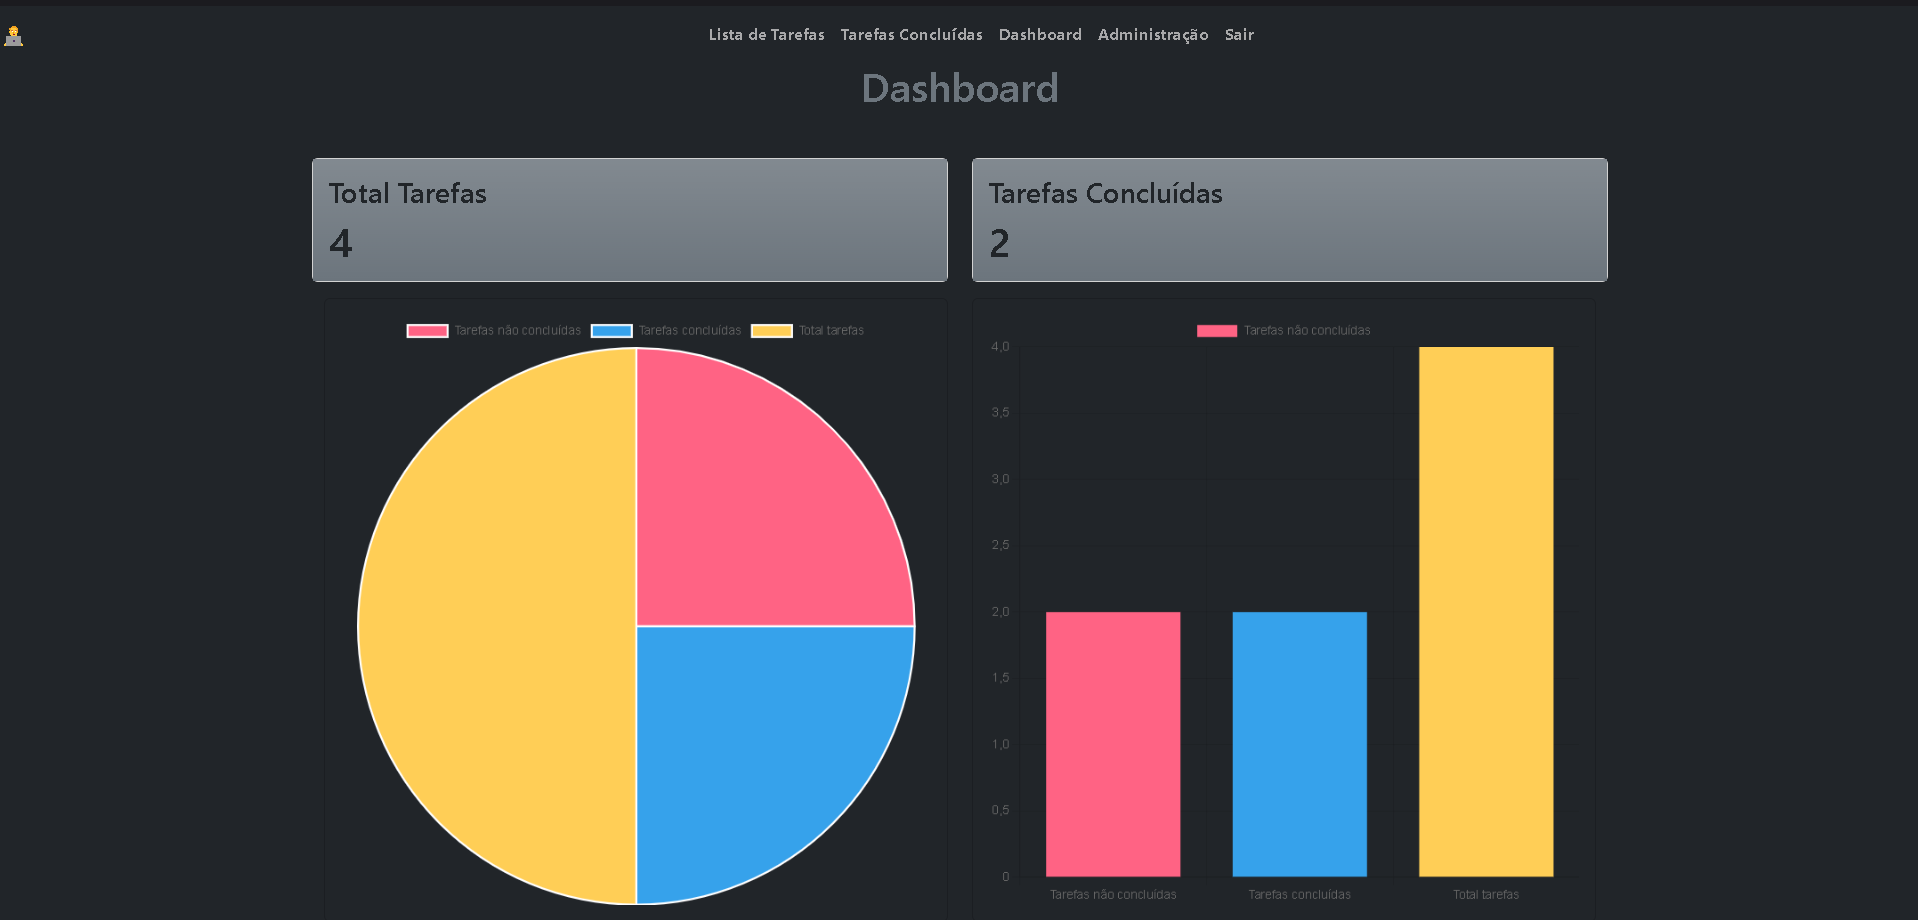 Lista de Tarefas Tarefas Concluídas Dashboard Administração Sair
Dashboard
Total Tarefas
4
Tarefas Concluídas
2
Tarefas não concluídas Tarefas concluídas Total tarefas
Tarefas não concluídas
4,0
3,5
3,0
2,5
2,0
1,5
1,0
0,5
0
Tarefas não concluídas Tarefas concluídas Total tarefas